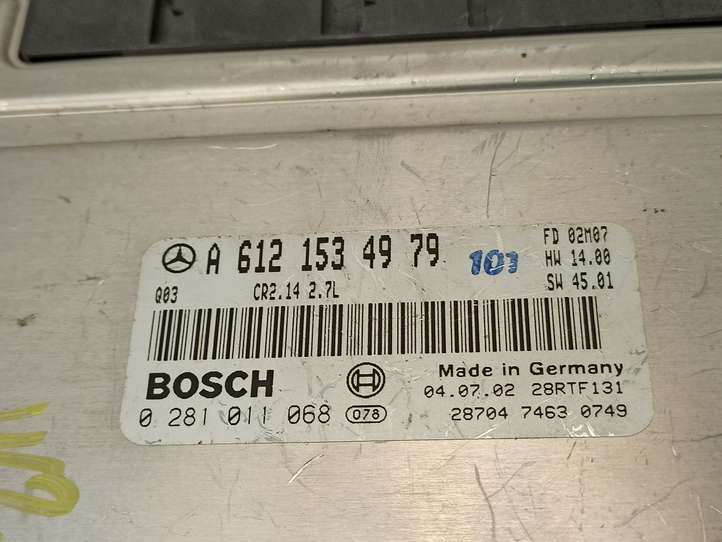 A 612 153 49 79 101 FD 02M07
HW 14.00
Q03 CR2.14 2.7L SW 45.01
BOSCH Made in Germany
04.07.02 28RTF131
0 281 011 068 078 28704 7463 0749